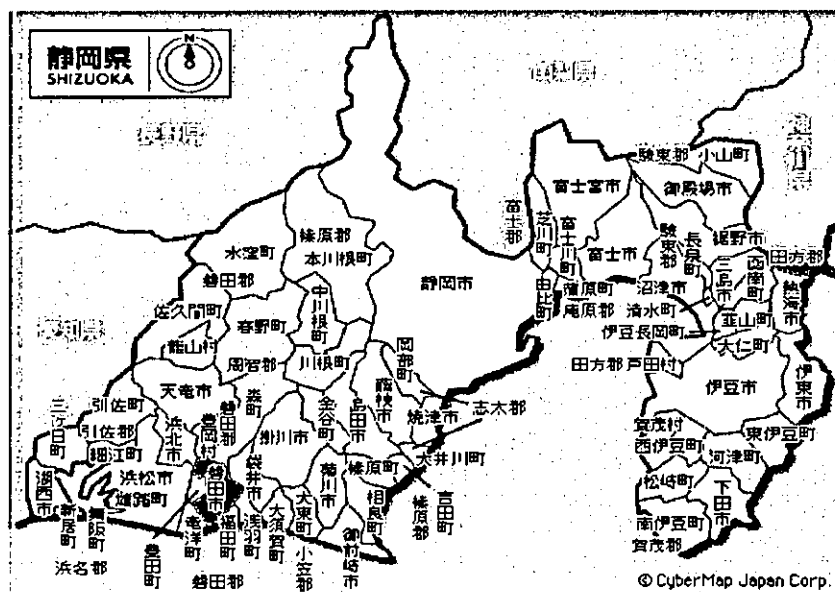 静岡県
SHIZUOKA
N
長野県
愛知県
駿東郡
小山町
御殿場市
富士宮市
富士郡
芝川町
富士川町
富士市
駿東郡
長泉町
裾野市
三島市
函南町
田方郡
熱海市
由比町
蒲原町
庵原郡
沼津市
清水町
伊豆長岡町
韮山町
大仁町
田方郡戸田村
伊豆市
伊東市
賀茂村
西伊豆町
東伊豆町
河津町
松崎町
下田市
南伊豆町
賀茂郡
静岡市
榛原郡
本川根町
中川根町
川根町
水窪町
磐田郡
佐久間町
春野町
龍山村
周智郡
天竜市
森町
磐田郡
豊岡村
浜北市
引佐町
引佐郡
細江町
三ヶ日町
湖西市
新居町
舞阪町
浜名郡
浜松市
雄踏町
豊田町
竜洋町
磐田市
福田町
磐田郡
袋井市
浅羽町
掛川市
大須賀町
大東町
小笠郡
菊川市
金谷町
島田市
岡部町
藤枝市
焼津市
志木郡
大井川町
榛原町
吉田町
榛原郡
相良町
御前崎市
© CyberMap Japan Corp.